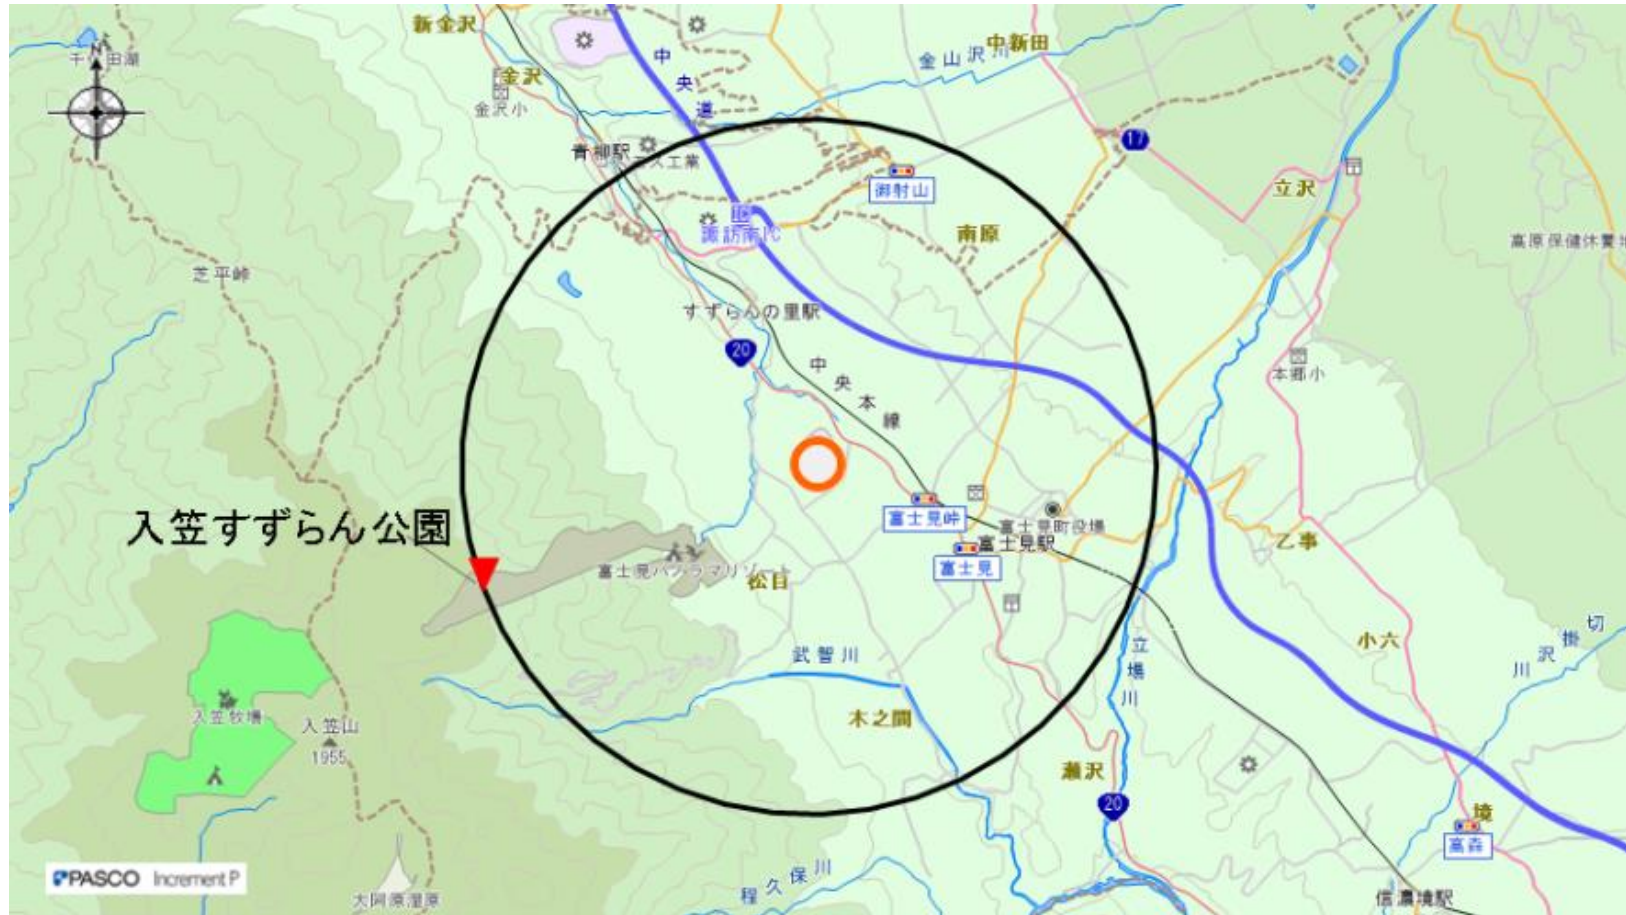 新金沢
千代田湖
N
金沢
金沢小
中央道
金山沢川
中新田
17
青柳駅
工業
御射山
立沢
IC
諏訪南IC
南原
高原保健休養地
芝平峠
すずらんの里駅
20
中央本線
本郷小
入笠すずらん公園
富士見峠
富士見町役場
富士見駅
富士見
乙事
富士見パノラマリゾート
松目
武智川
立場川
小六
切掛沢川
入笠牧場
入笠山
1955
木之間
瀬沢
20
境
高森
PASCO Increment P
大阿原湿原
程久保川
信濃境駅